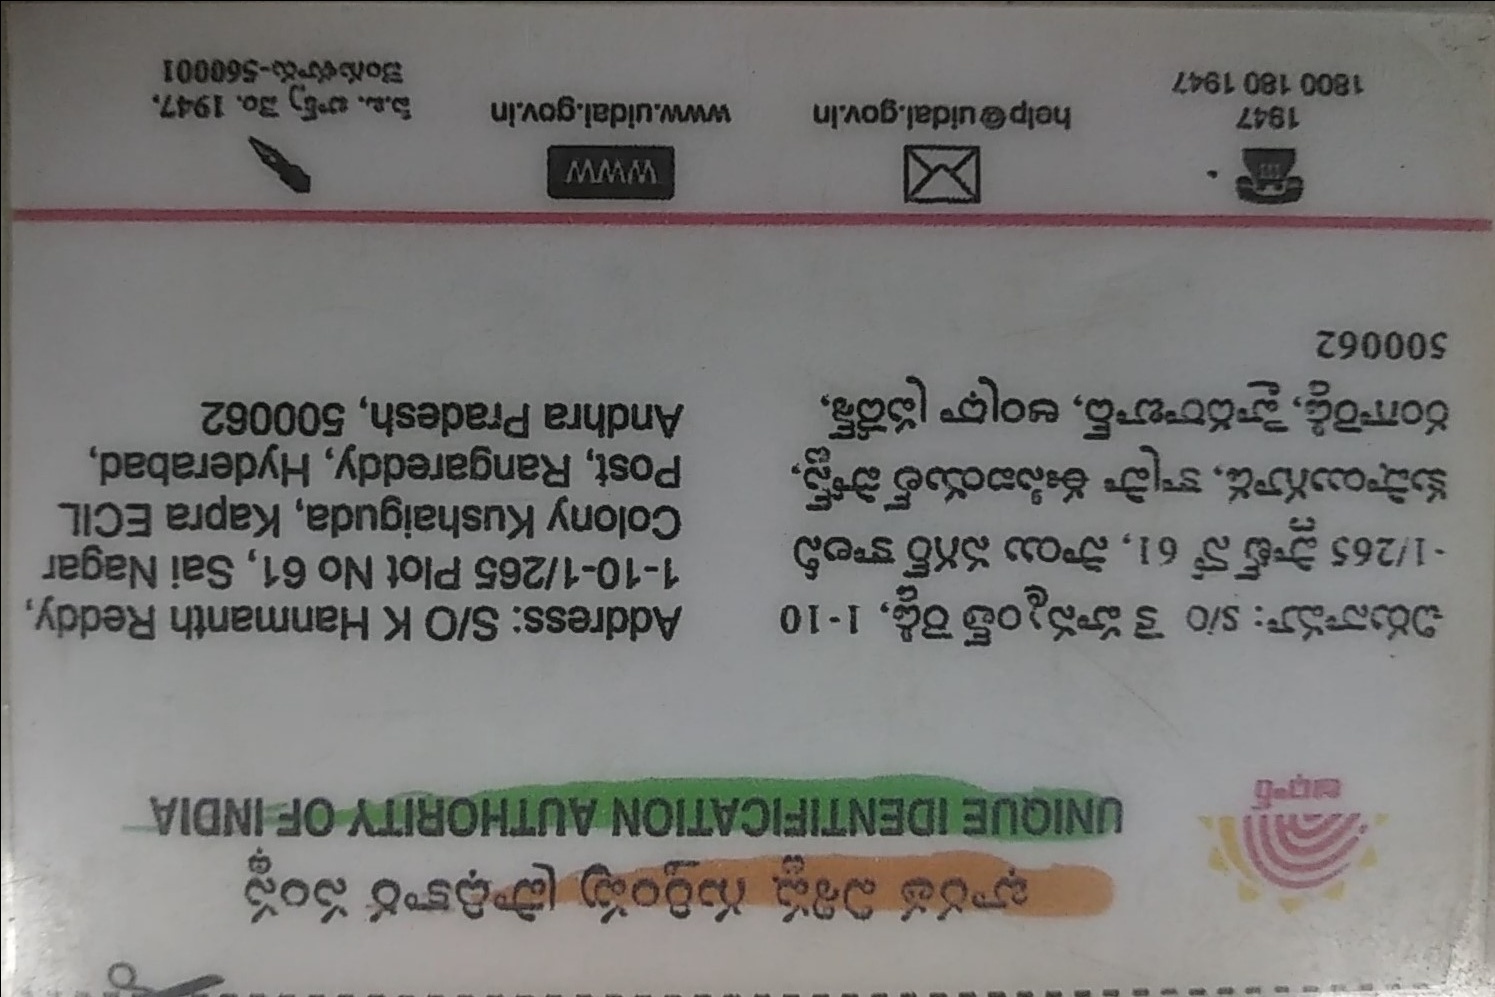 భారత విశిష్ట గుర్తింపు ప్రాధికార సంస్థ
UNIQUE IDENTIFICATION AUTHORITY OF INDIA
ఆధార్
చిరునామా: S/O కె హన్మంత్ రెడ్డి, 1-10
-1/265 ప్లాట్ నో 61, సాయి నగర్ కాలనీ
కుషాయిగూడ, కాప్రా ఈసిఐయల్ పోస్ట్,
రంగారెడ్డి, హైదరాబాద్, ఆంధ్రా ప్రదేశ్,
500062
Address: S/O K Hanmanth Reddy,
1-10-1/265 Plot No 61, Sai Nagar
Colony Kushaiguda, Kapra ECIL
Post, Rangareddy, Hyderabad,
Andhra Pradesh, 500062
1947
1800 180 1947
help@uidai.gov.in
WWW
www.uidai.gov.in
పి.ఒ. బాక్స్ నెం. 1947,
బెంగుళూరు-560001